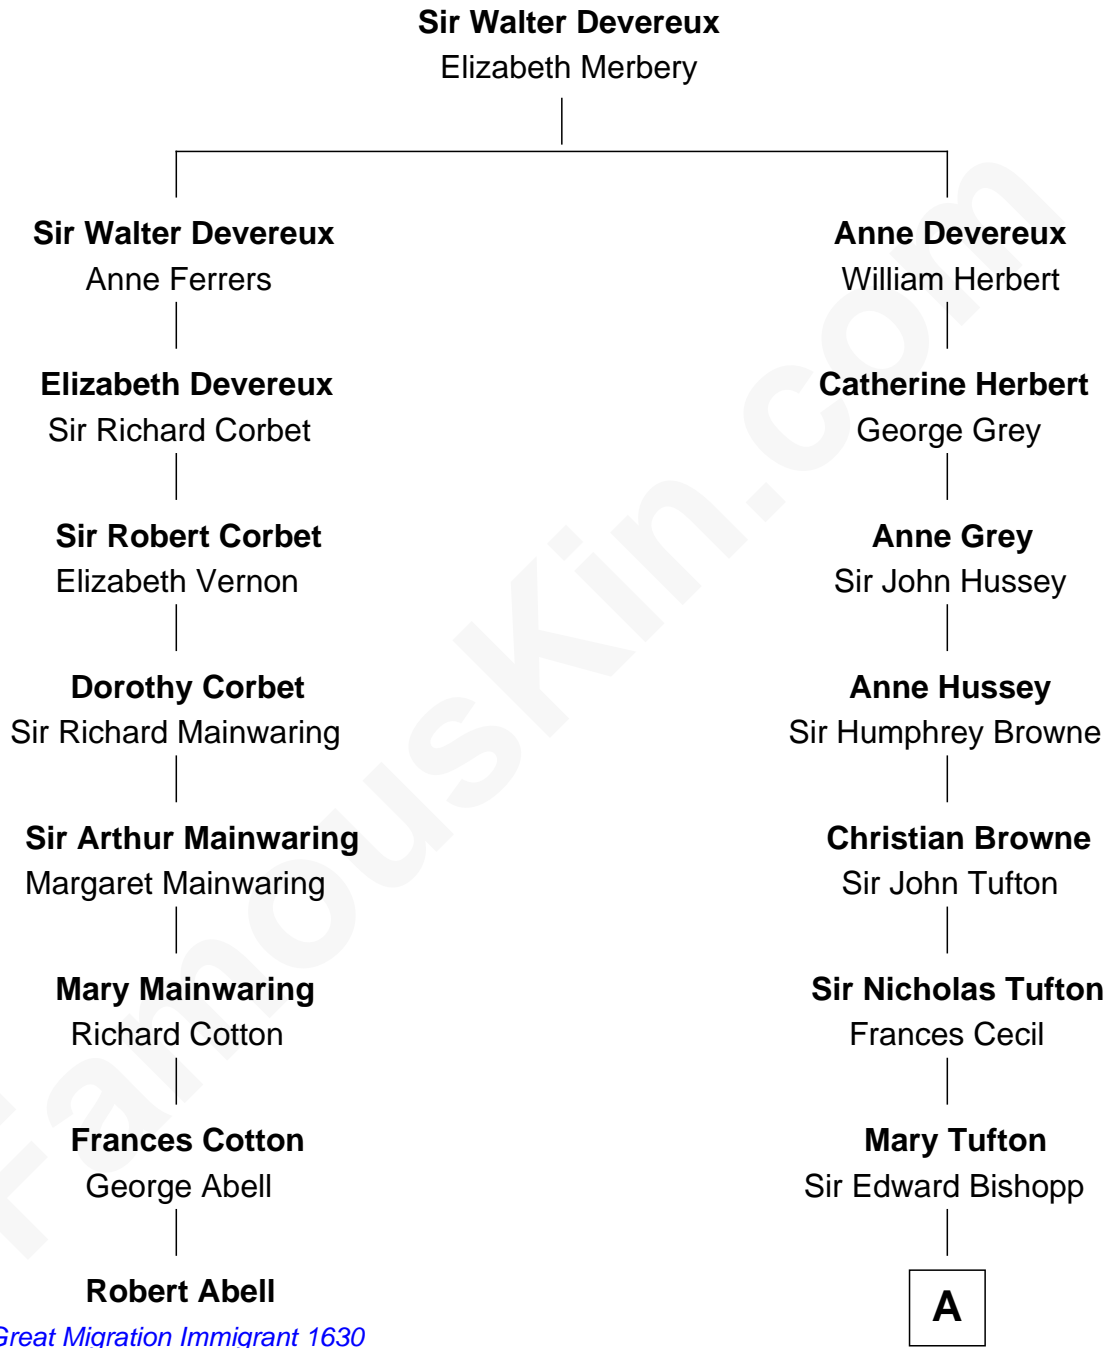 Sir Walter Devereux
Elizabeth Merbery
Sir Walter Devereux
Anne Ferrers
Elizabeth Devereux
Sir Richard Corbet
Sir Robert Corbet
Elizabeth Vernon
Dorothy Corbet
Sir Richard Mainwaring
Sir Arthur Mainwaring
Margaret Mainwaring
Mary Mainwaring
Richard Cotton
Frances Cotton
George Abell
Robert Abell
Great Migration Immigrant 1630
Anne Devereux
William Herbert
Catherine Herbert
George Grey
Anne Grey
Sir John Hussey
Anne Hussey
Sir Humphrey Browne
Christian Browne
Sir John Tufton
Sir Nicholas Tufton
Frances Cecil
Mary Tufton
Sir Edward Bishopp
A
FamousKin.com